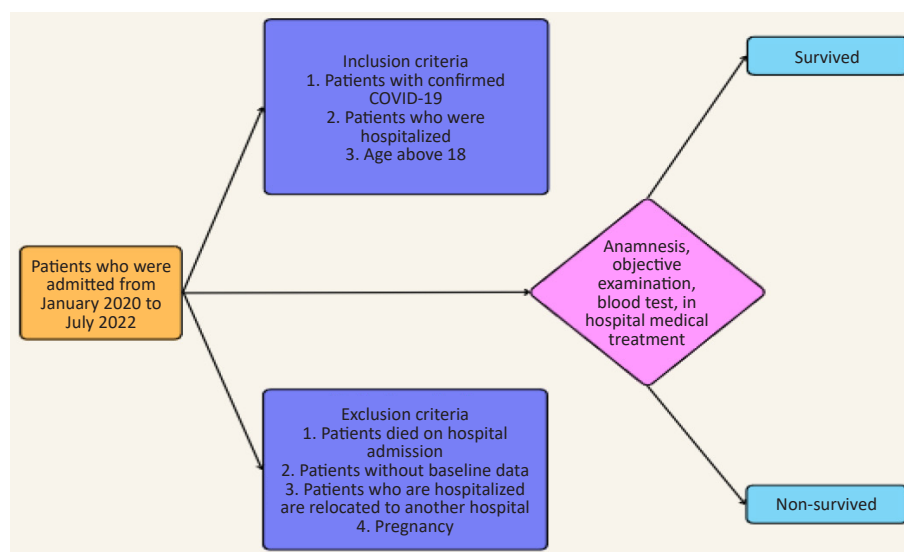 Inclusion criteria
1. Patients with confirmed
COVID-19
2. Patients who were
hospitalized
3. Age above 18
Survived
Patients who were
admitted from
January 2020 to
July 2022
Anamnesis,
objective
examination,
blood test, in
hospital medical
treatment
Exclusion criteria
1. Patients died on hospital
admission
2. Patients without baseline data
3. Patients who are hospitalized
are relocated to another hospital
4. Pregnancy
Non-survived